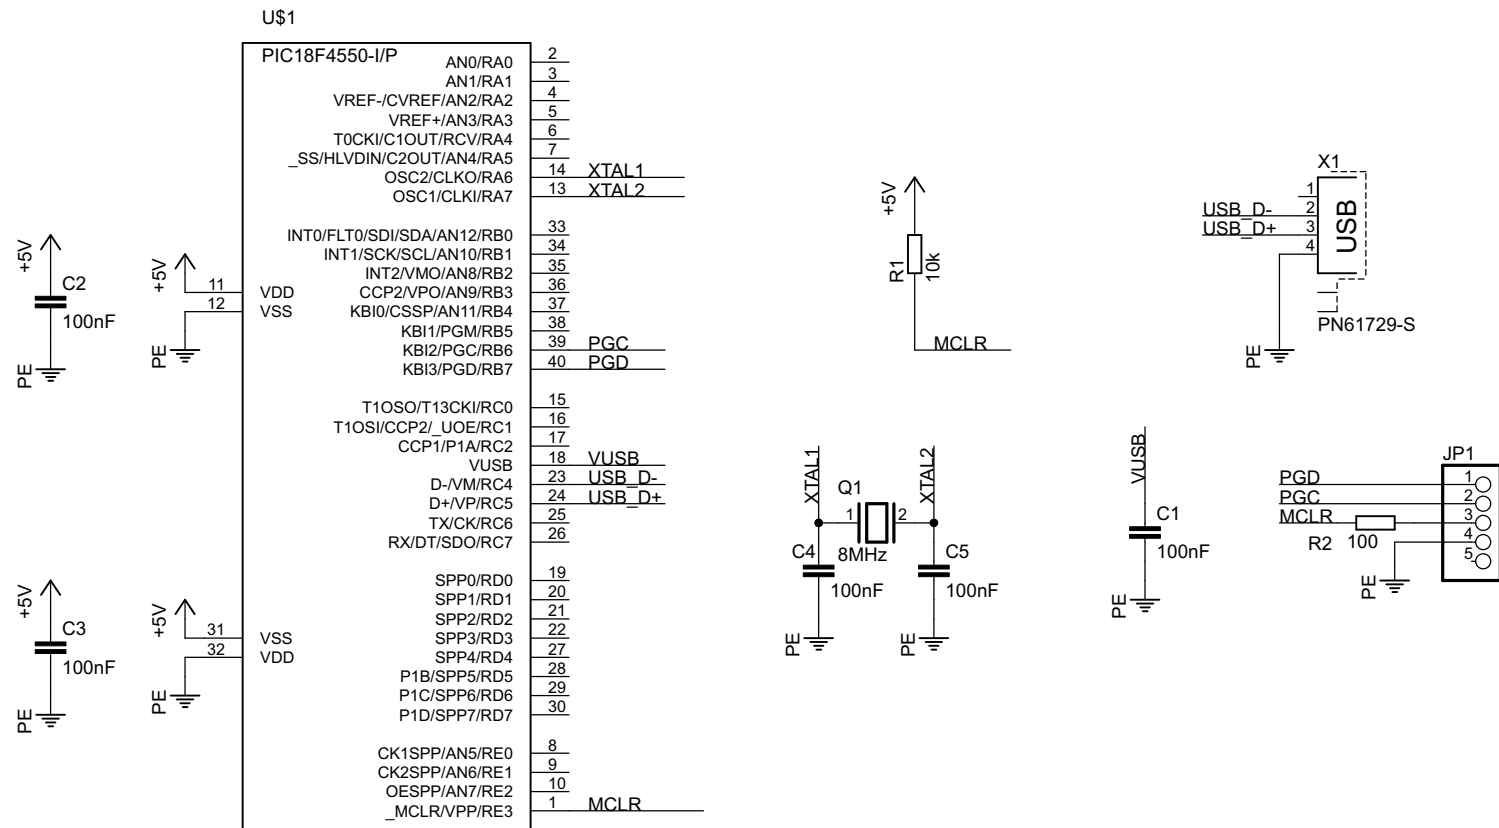 U$1
PIC18F4550-I/P
AN0/RA0 2
AN1/RA1 3
VREF-/CVREF/AN2/RA2 4
VREF+/AN3/RA3 5
T0CKI/C1OUT/RCV/RA4 6
_SS/HLVDIN/C2OUT/AN4/RA5 7
OSC2/CLKO/RA6 14 XTAL1
OSC1/CLKI/RA7 13 XTAL2
INT0/FLT0/SDI/SDA/AN12/RB0 33
INT1/SCK/SCL/AN10/RB1 34
INT2/VMO/AN8/RB2 35
CCP2/VPO/AN9/RB3 36
KBI0/CSSP/AN11/RB4 37
KBI1/PGM/RB5 38
KBI2/PGC/RB6 39 PGC
KBI3/PGD/RB7 40 PGD
T1OSO/T13CKI/RC0 15
T1OSI/CCP2/_UOE/RC1 16
CCP1/P1A/RC2 17
VUSB 18 VUSB
D-/VM/RC4 23 USB_D-
D+/VP/RC5 24 USB_D+
TX/CK/RC6 25
RX/DT/SDO/RC7 26
SPP0/RD0 19
SPP1/RD1 20
SPP2/RD2 21
SPP3/RD3 22
SPP4/RD4 27
P1B/SPP5/RD5 28
P1C/SPP6/RD6 29
P1D/SPP7/RD7 30
CK1SPP/AN5/RE0 8
CK2SPP/AN6/RE1 9
OESPP/AN7/RE2 10
_MCLR/VPP/RE3 1 MCLR
+5V
C2
100nF
PE
+5V
11 VDD
12 VSS
PE
+5V
C3
100nF
PE
+5V
31 VSS
32 VDD
PE
+5V
R1
10k
MCLR
X1
1
USB_D- 2
USB_D+ 3
4
USB
PN61729-S
PE
XTAL1
XTAL2
Q1
1 2
8MHz
C4
100nF
C5
100nF
PE
PE
VUSB
C1
100nF
PE
JP1
PGD 1
PGC 2
MCLR 3
R2 100
4
5
PE